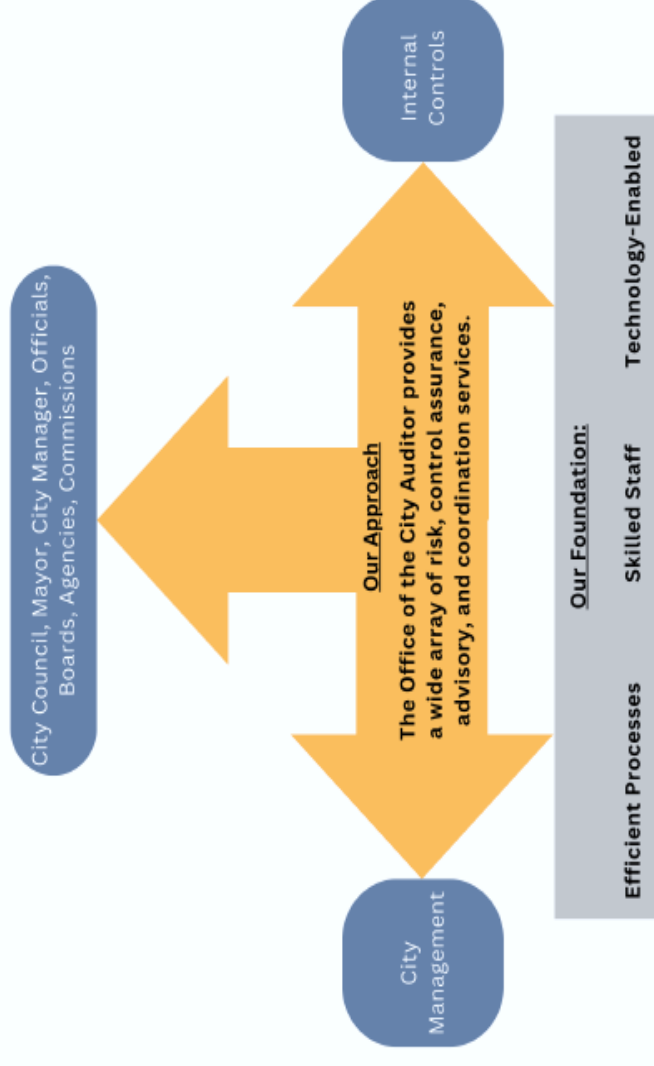 City Council, Mayor, City Manager, Officials,
Boards, Agencies, Commissions
City
Management
Our Approach
The Office of the City Auditor provides
a wide array of risk, control assurance,
advisory, and coordination services.
Internal
Controls
Our Foundation:
Efficient Processes Skilled Staff Technology-Enabled